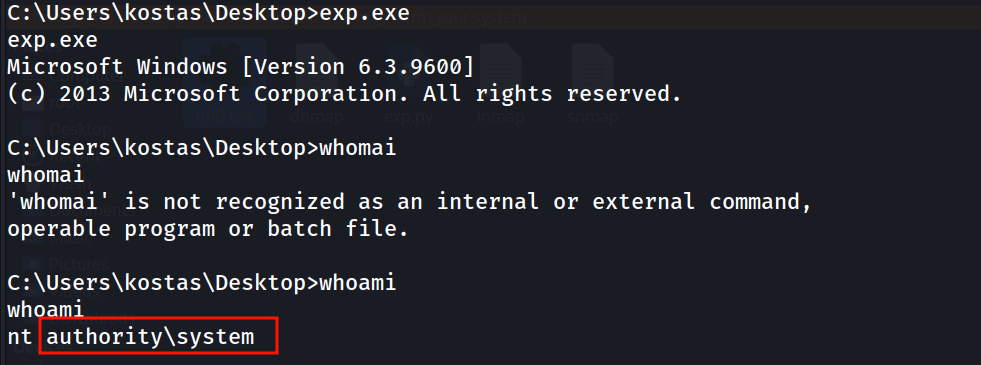 C:\Users\kostas\Desktop>exp.exe
exp.exe
Microsoft Windows [Version 6.3.9600]
(c) 2013 Microsoft Corporation. All rights reserved.
C:\Users\kostas\Desktop>whomai
whomai
'whomai' is not recognized as an internal or external command,
operable program or batch file.
C:\Users\kostas\Desktop>whoami
whoami
nt authority\system